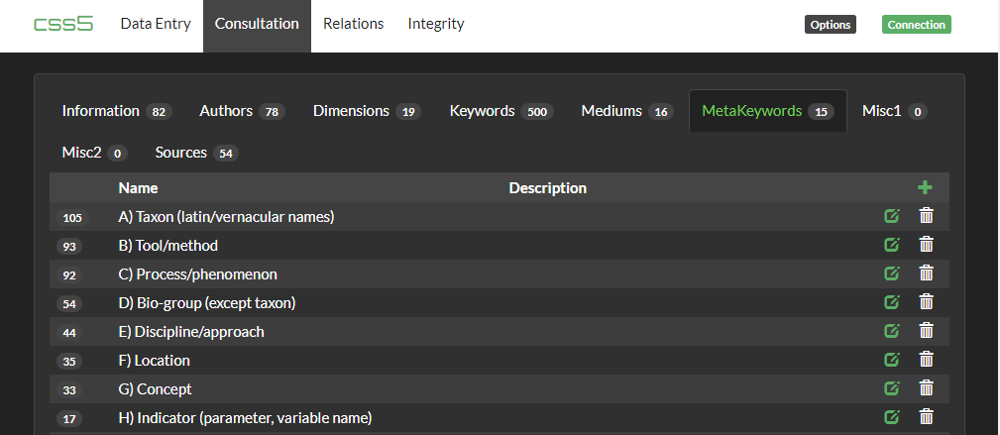 css5 Data Entry Consultation Relations Integrity Options Connection
Information 82 Authors 78 Dimensions 19 Keywords 500 Mediums 16 MetaKeywords 15 Misc1 0
Misc2 0 Sources 54
Name Description
105 A) Taxon (latin/vernacular names)
93 B) Tool/method
92 C) Process/phenomenon
54 D) Bio-group (except taxon)
44 E) Discipline/approach
35 F) Location
33 G) Concept
17 H) Indicator (parameter, variable name)